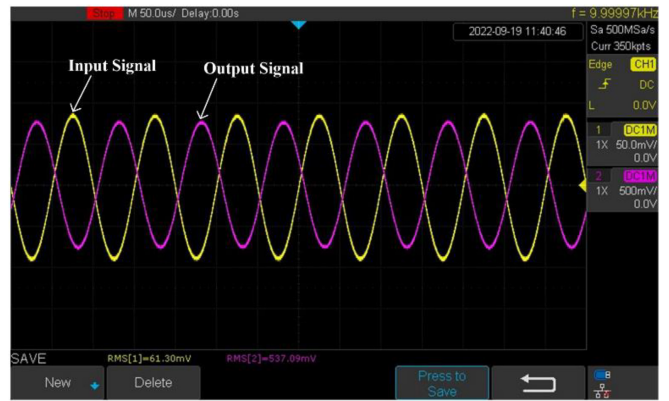 Stop M 50.0us/ Delay:0.00s f = 9.99997kHz
2022-09-19 11:40:46
Sa 500MSa/s
Curr 350kpts
Edge CH1
DC
L 0.0V
1 DC1M
1X 50.0mV/
0.0V
2 DC1M
1X 500mV/
0.0V
Input Signal
Output Signal
SAVE RMS[1]=61.30mV RMS[2]=537.09mV
New Delete Press to
Save